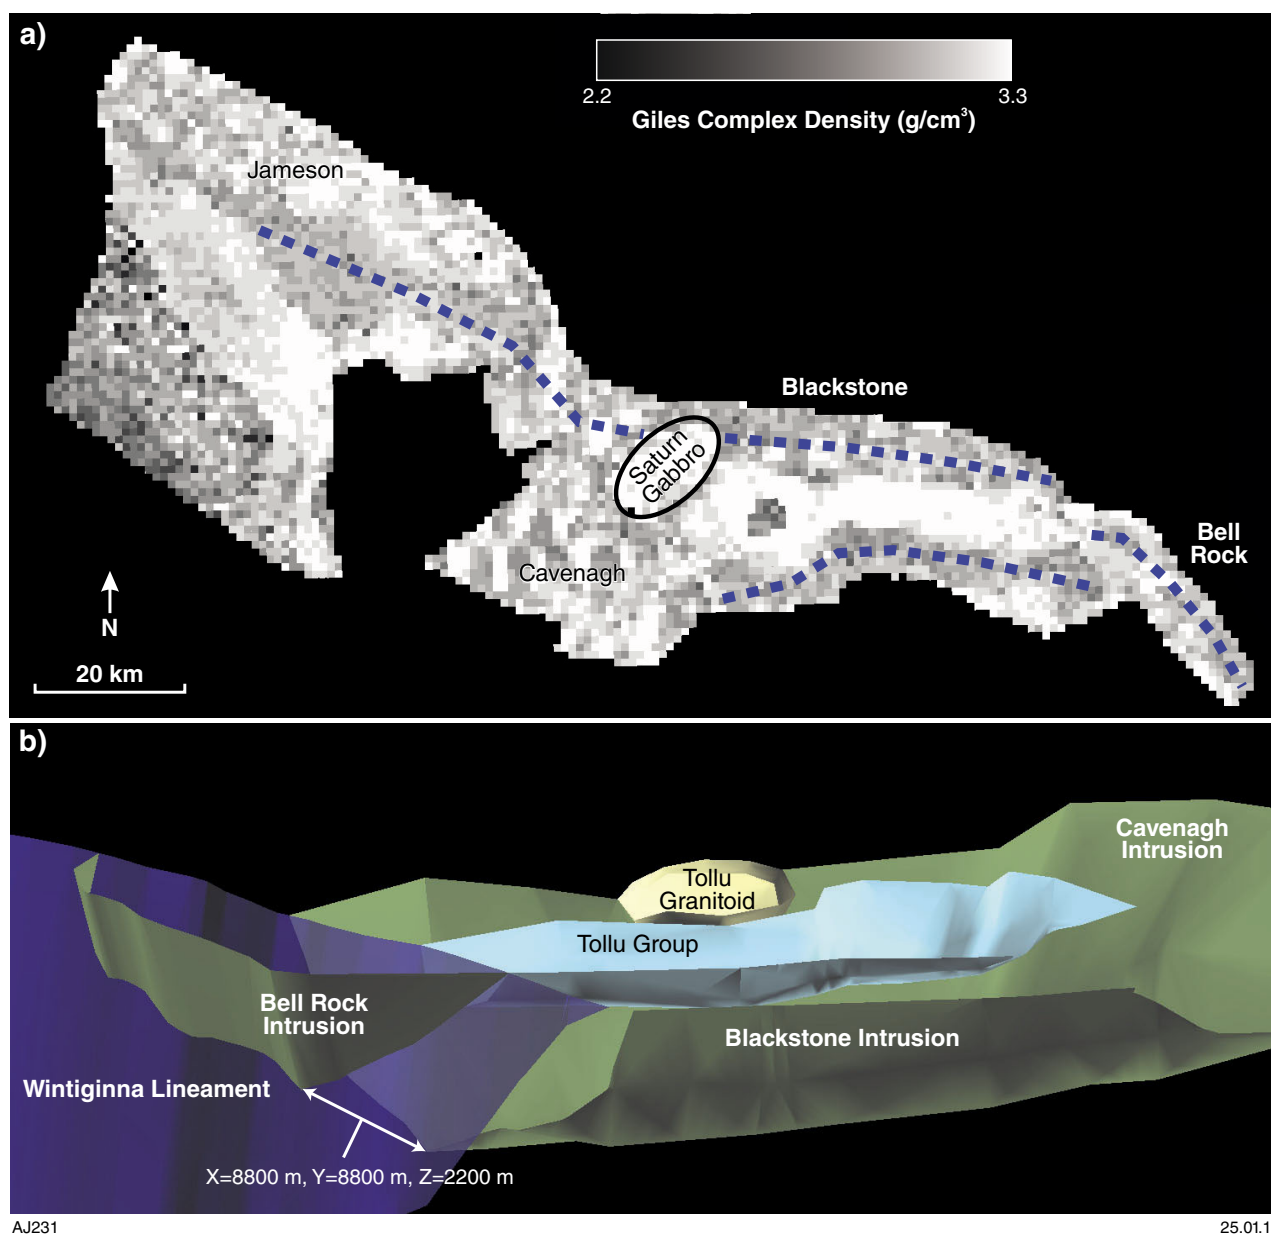 a)
2.2
3.3
Giles Complex Density (g/cm³)
Jameson
Blackstone
Saturn
Gabbro
Bell
Rock
Cavenagh
N
20 km
b)
Cavenagh
Intrusion
Tollu
Granitoid
Tollu Group
Bell Rock
Intrusion
Blackstone Intrusion
Wintiginna Lineament
X=8800 m, Y=8800 m, Z=2200 m
AJ231
25.01.1